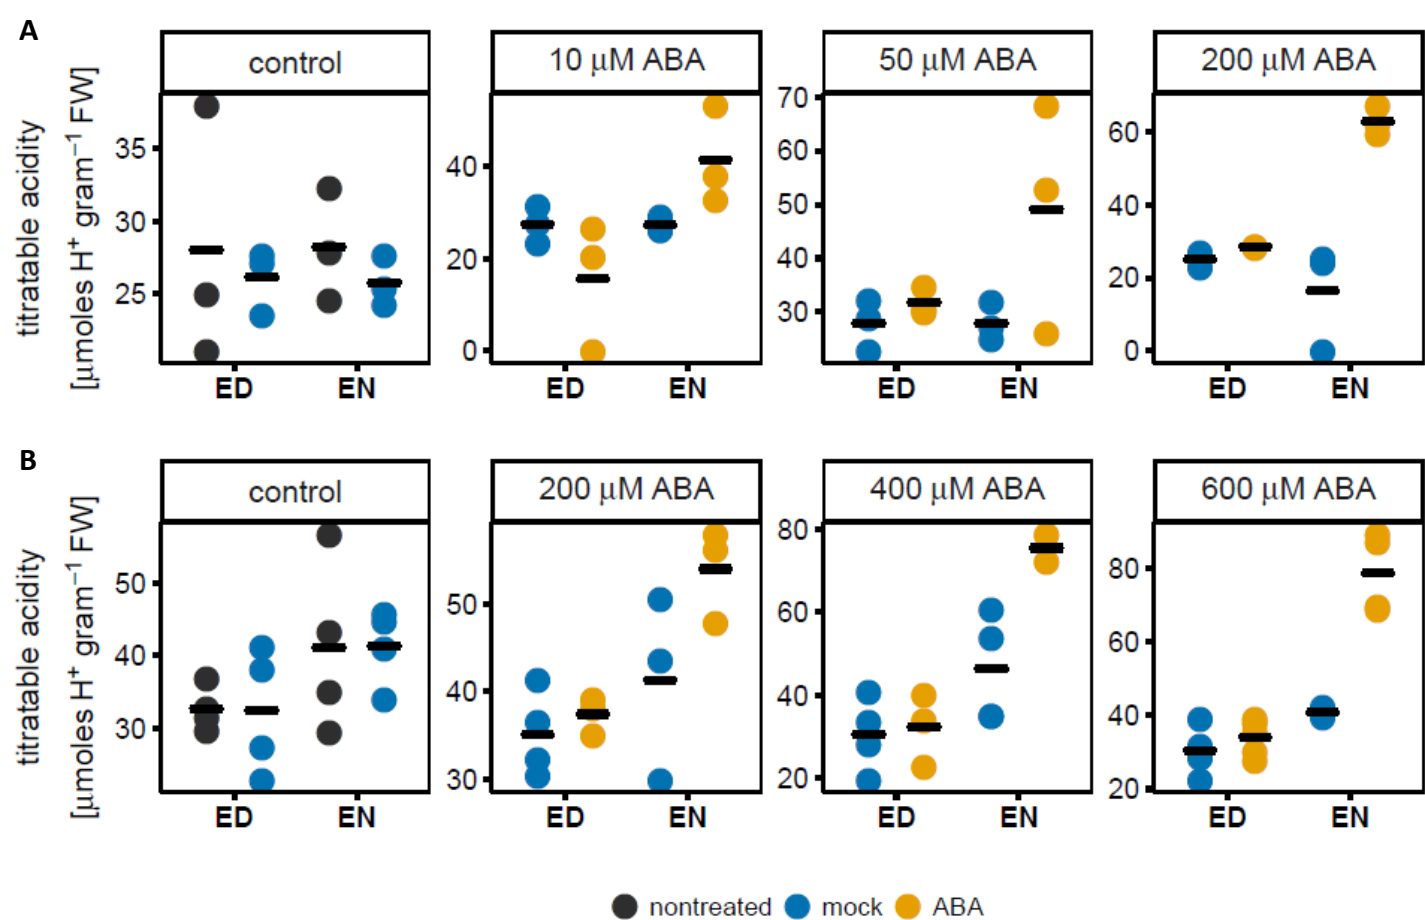 A
control
10 μM ABA
50 μM ABA
200 μM ABA
titratable acidity
[μmoles H⁺ gram⁻¹ FW]
35
30
25
40
20
0
70
60
50
40
30
60
40
20
0
ED EN
ED EN
ED EN
ED EN
B
control
200 μM ABA
400 μM ABA
600 μM ABA
titratable acidity
[μmoles H⁺ gram⁻¹ FW]
50
40
30
50
40
30
80
60
40
20
80
60
40
20
ED EN
ED EN
ED EN
ED EN
nontreated mock ABA